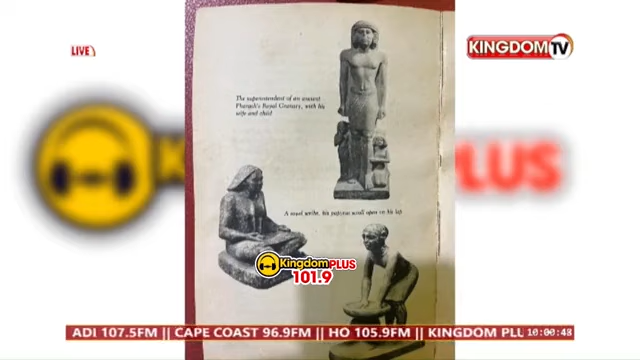 LIVE
KINGDOM TV
The superintendent of an ancient
Pharaoh's Royal Granary, with his
wife and child
PLUS
A royal scribe, his papyrus scroll open in his lap
Kingdom PLUS
101.9
ADI 107.5FM || CAPE COAST 96.9FM || HO 105.9FM || KINGDOM PLU
10:00:48